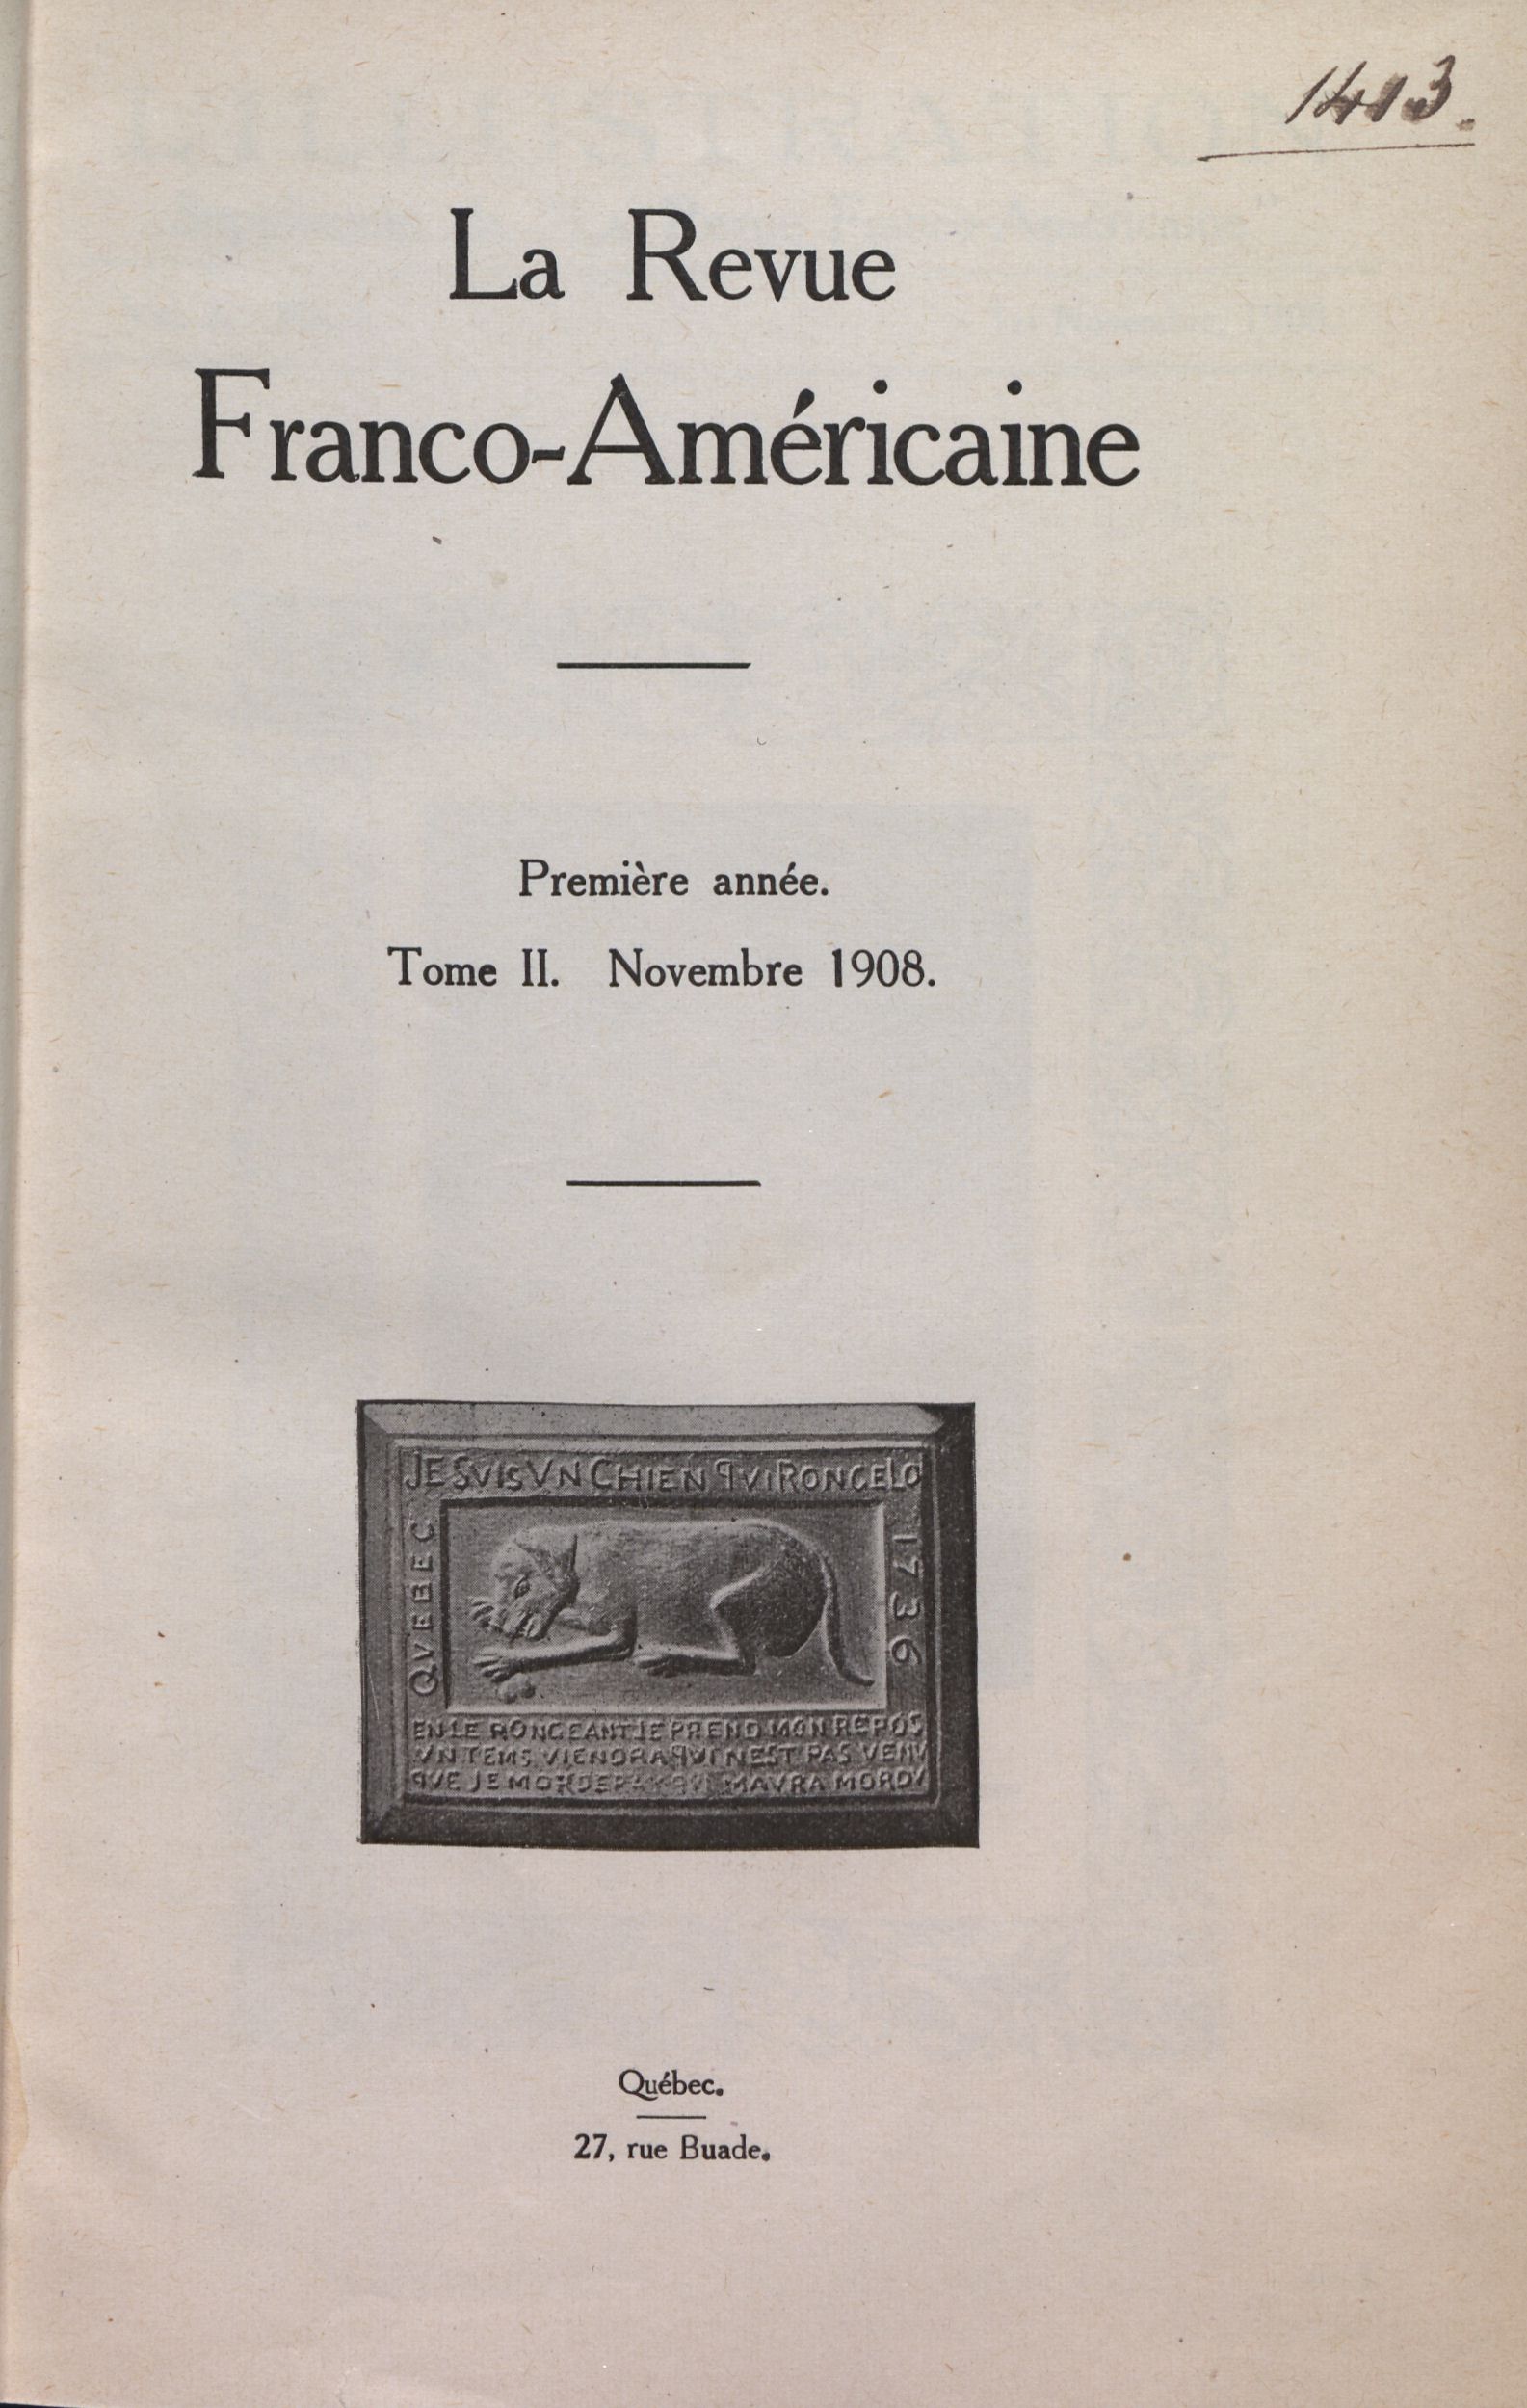 1413.
La Revue
Franco-Américaine
Première année.
Tome II. Novembre 1908.
JE SVIS VN CHIEN QVI RONGE LO
QVEBEC
1736
EN LE RONGEANT JE PREND MON REPOS
VN TEMS VIENDRA QVI NEST PAS VENV
QVE JE MORDERAY QVI MAVRA MORDV
Québec.
27, rue Buade.